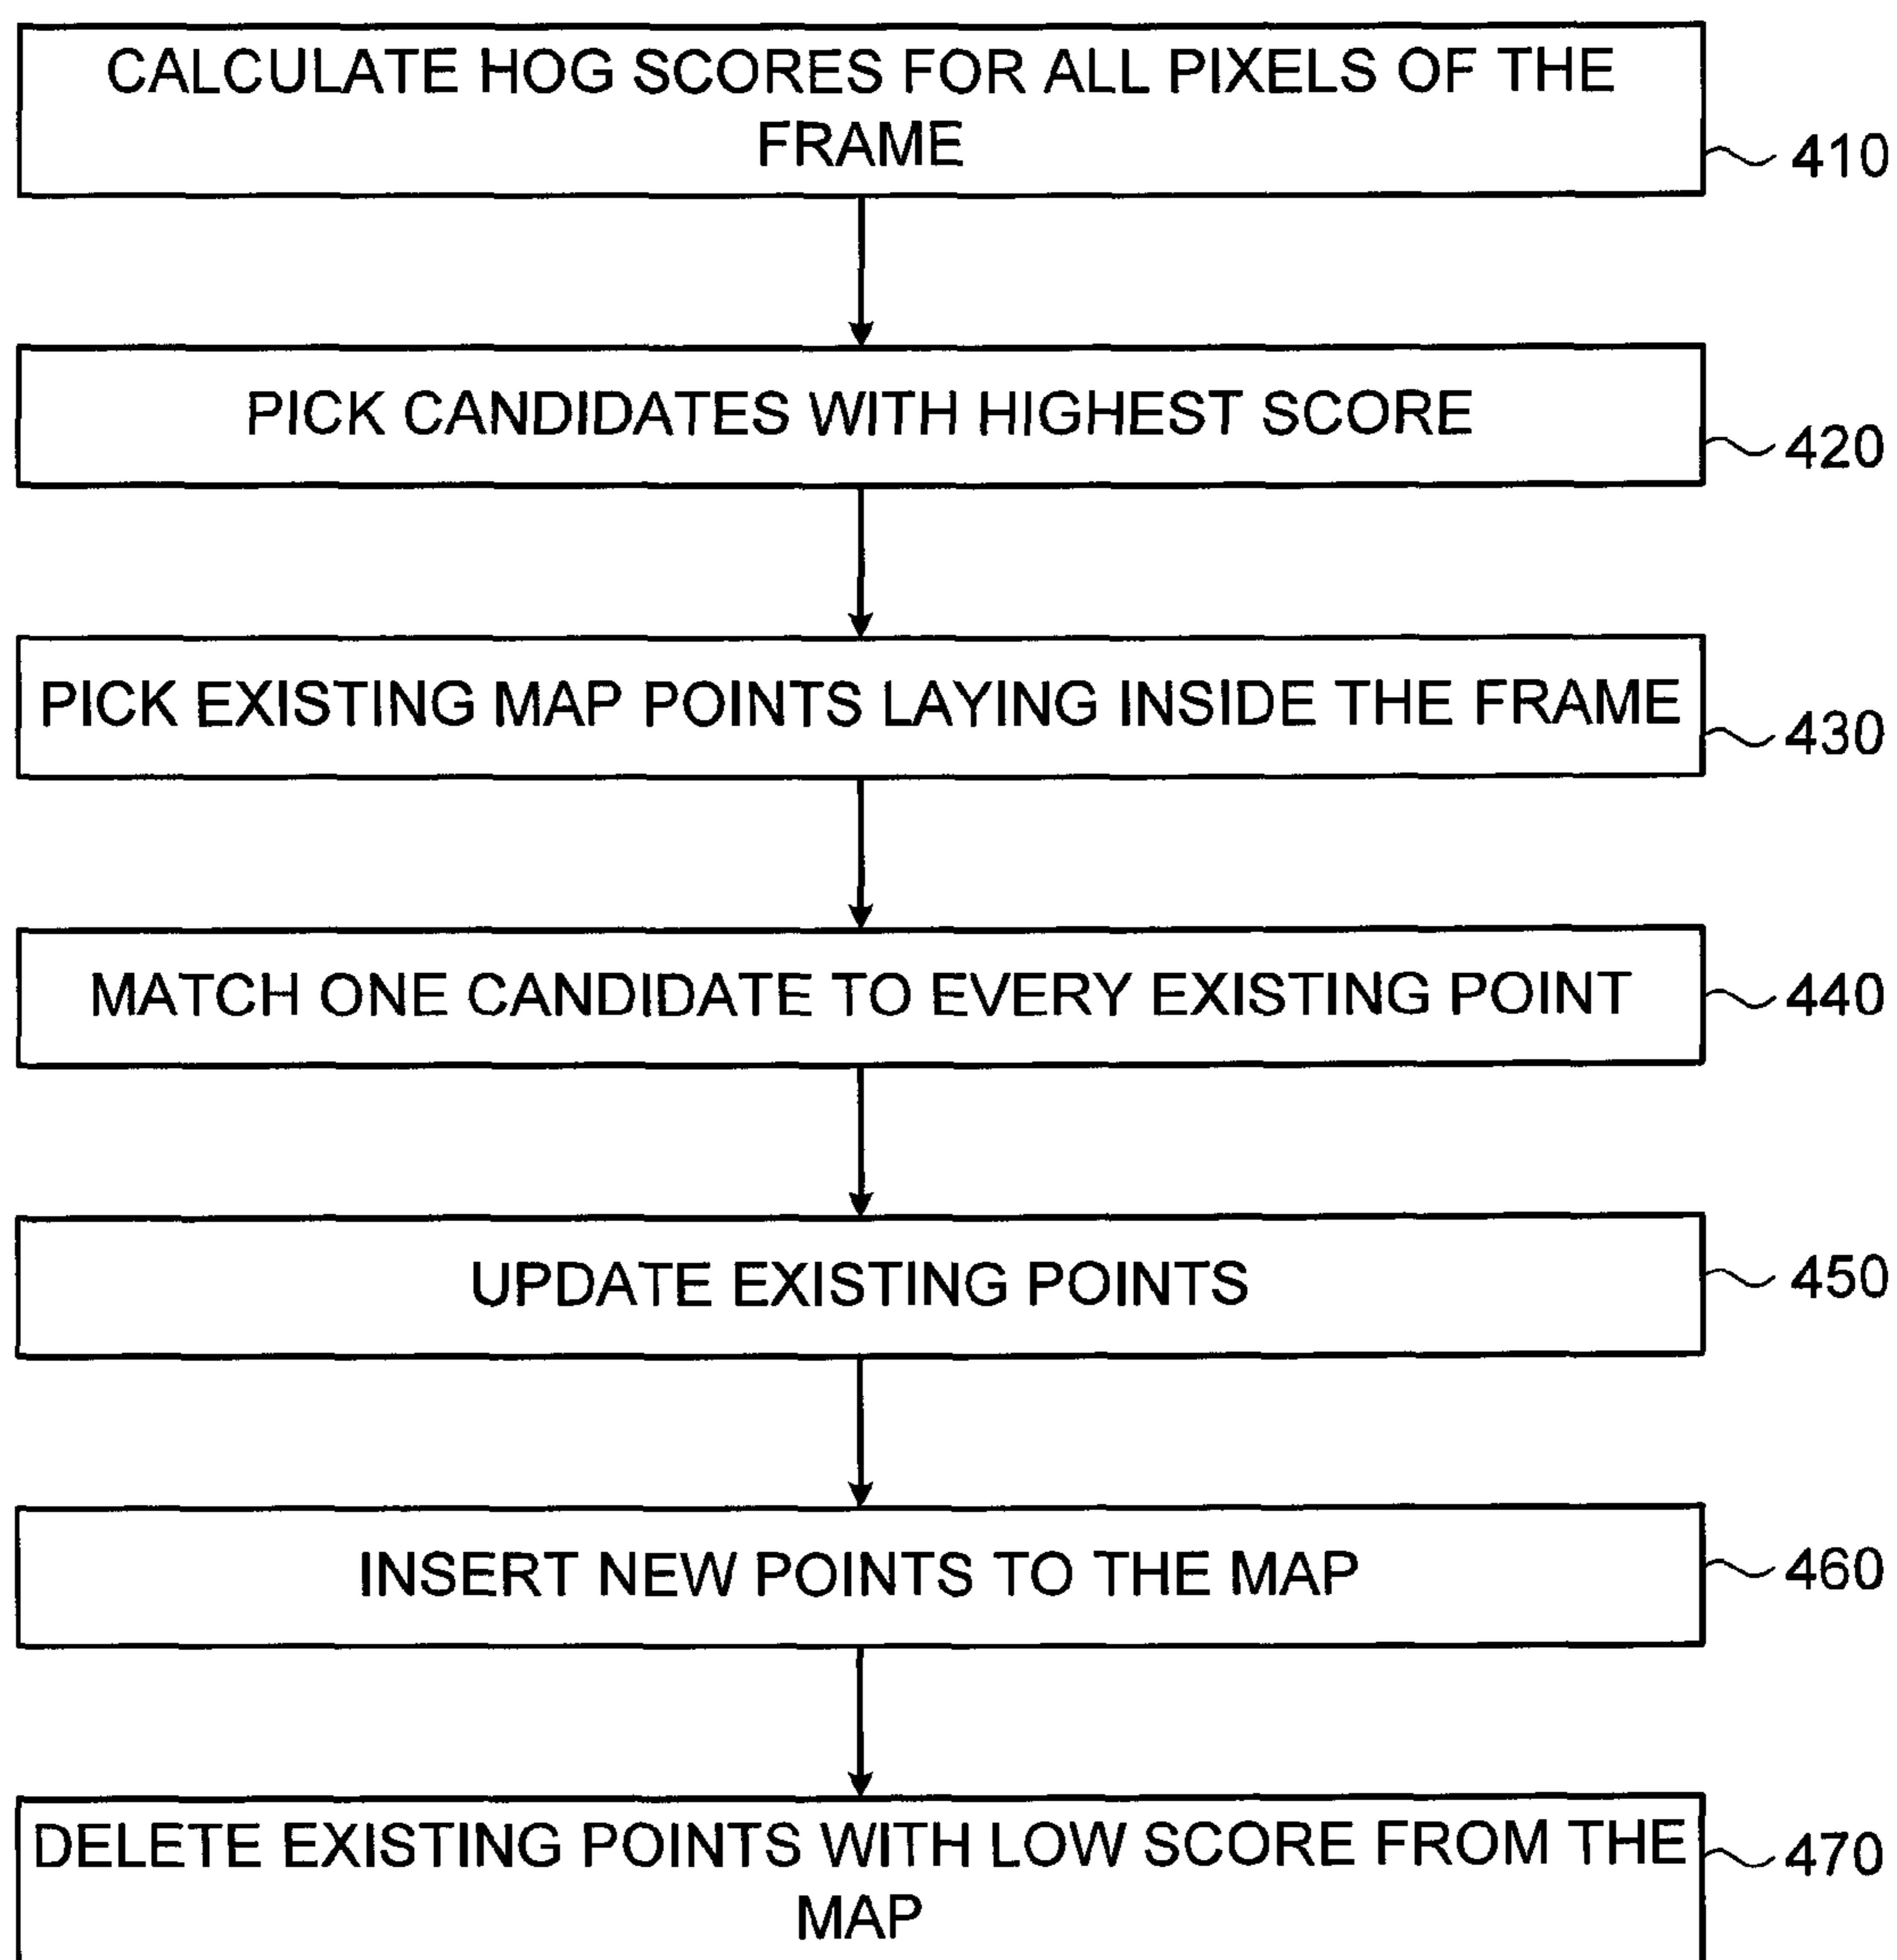 CALCULATE HOG SCORES FOR ALL PIXELS OF THE
FRAME
410
PICK CANDIDATES WITH HIGHEST SCORE
420
PICK EXISTING MAP POINTS LAYING INSIDE THE FRAME
430
MATCH ONE CANDIDATE TO EVERY EXISTING POINT
440
UPDATE EXISTING POINTS
450
INSERT NEW POINTS TO THE MAP
460
DELETE EXISTING POINTS WITH LOW SCORE FROM THE
MAP
470